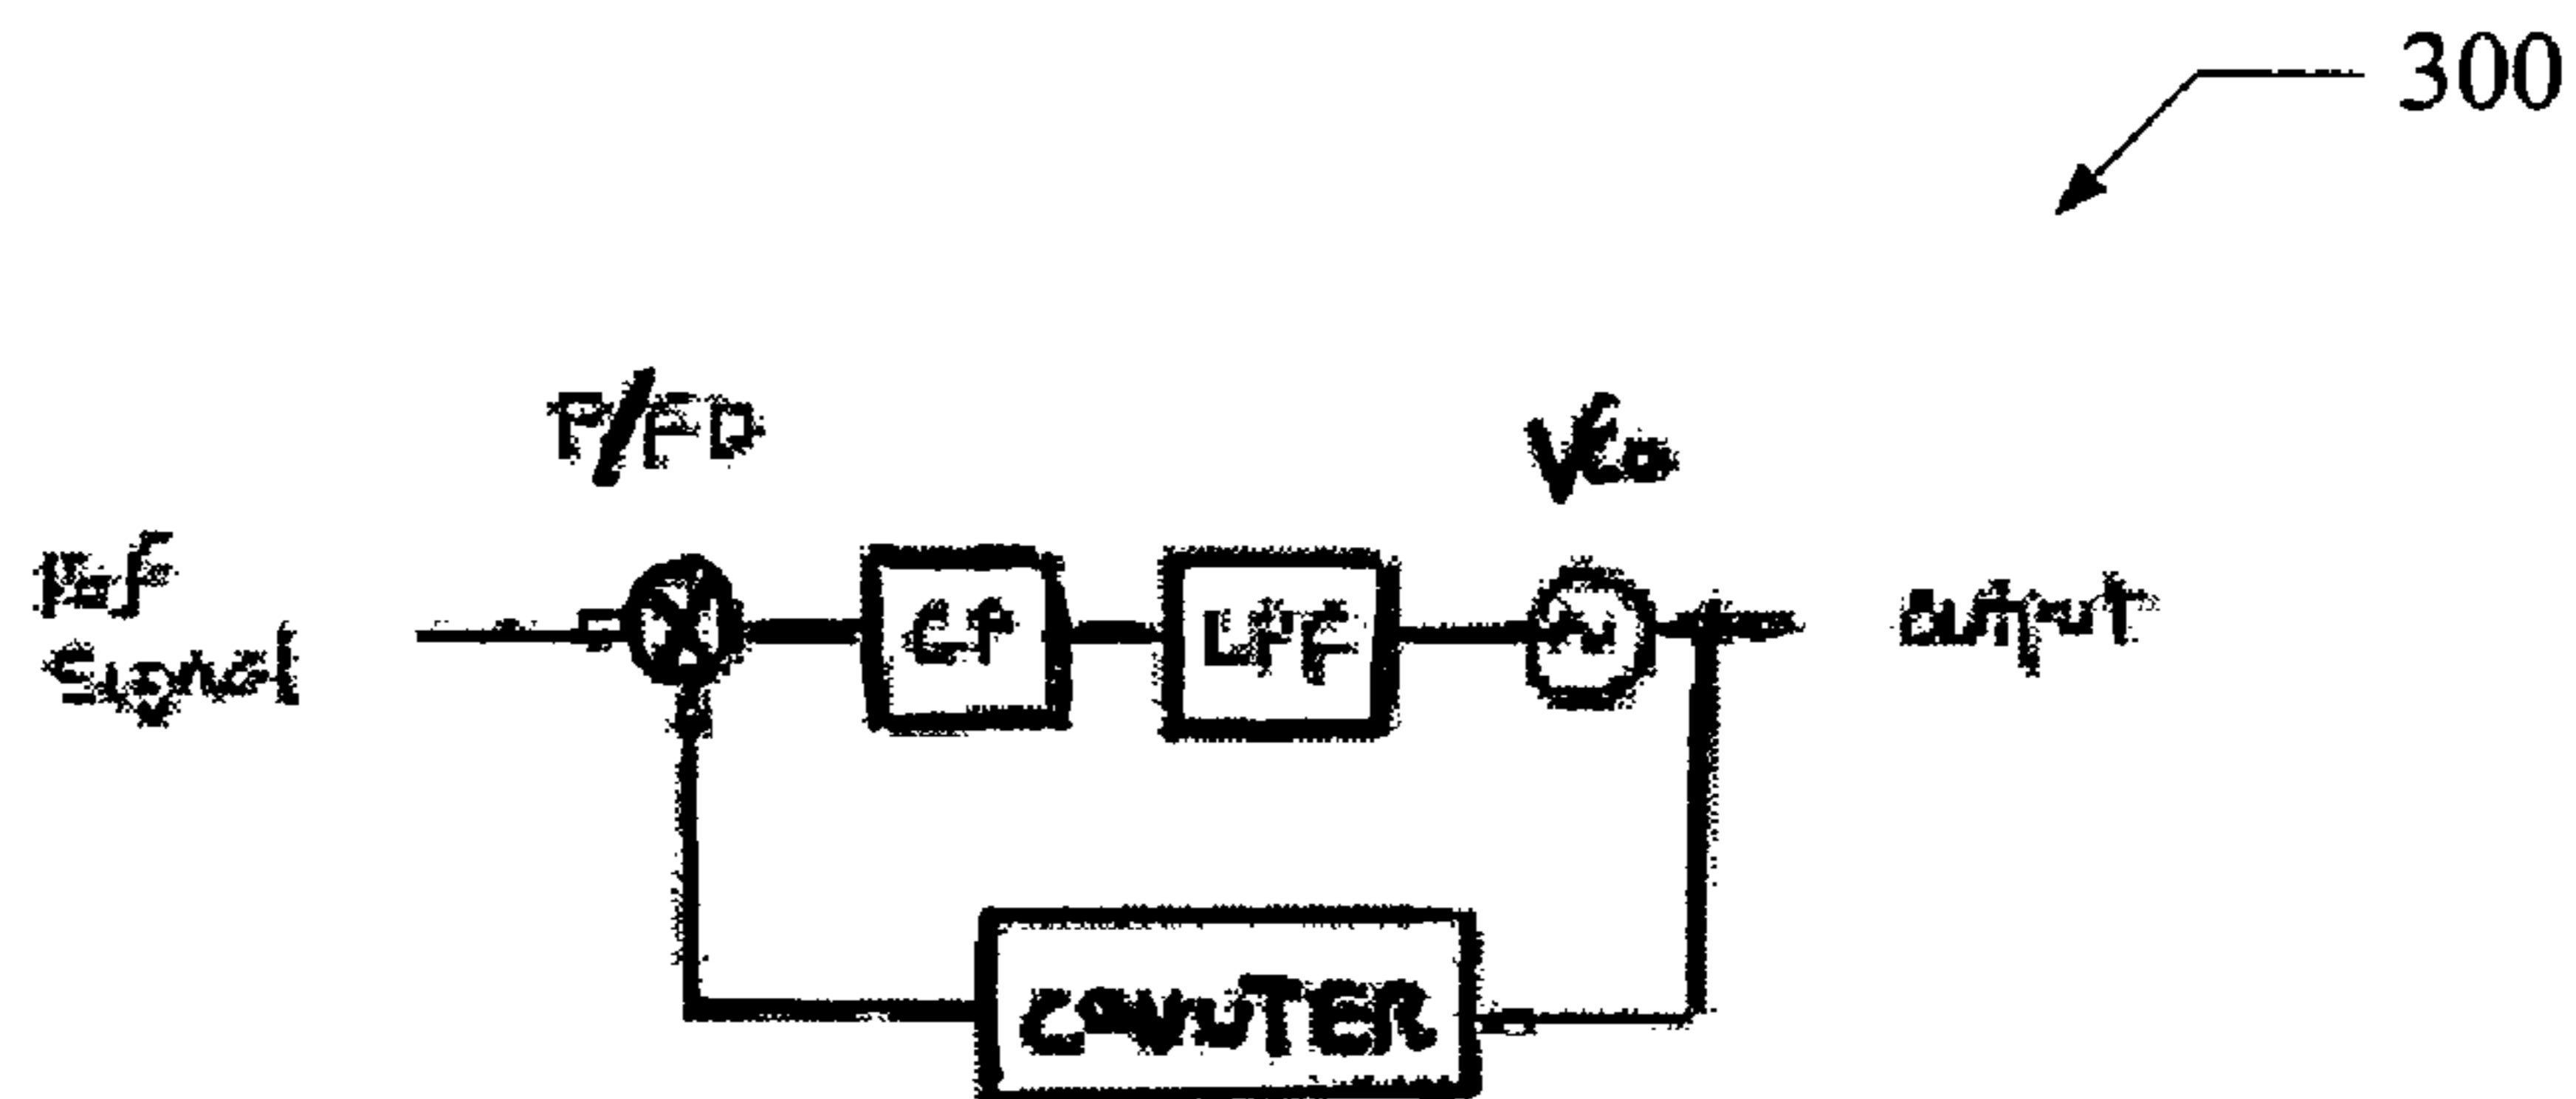 300
P/FD
VCO
Ref
Signal
CP
LPF
output
COUNTER